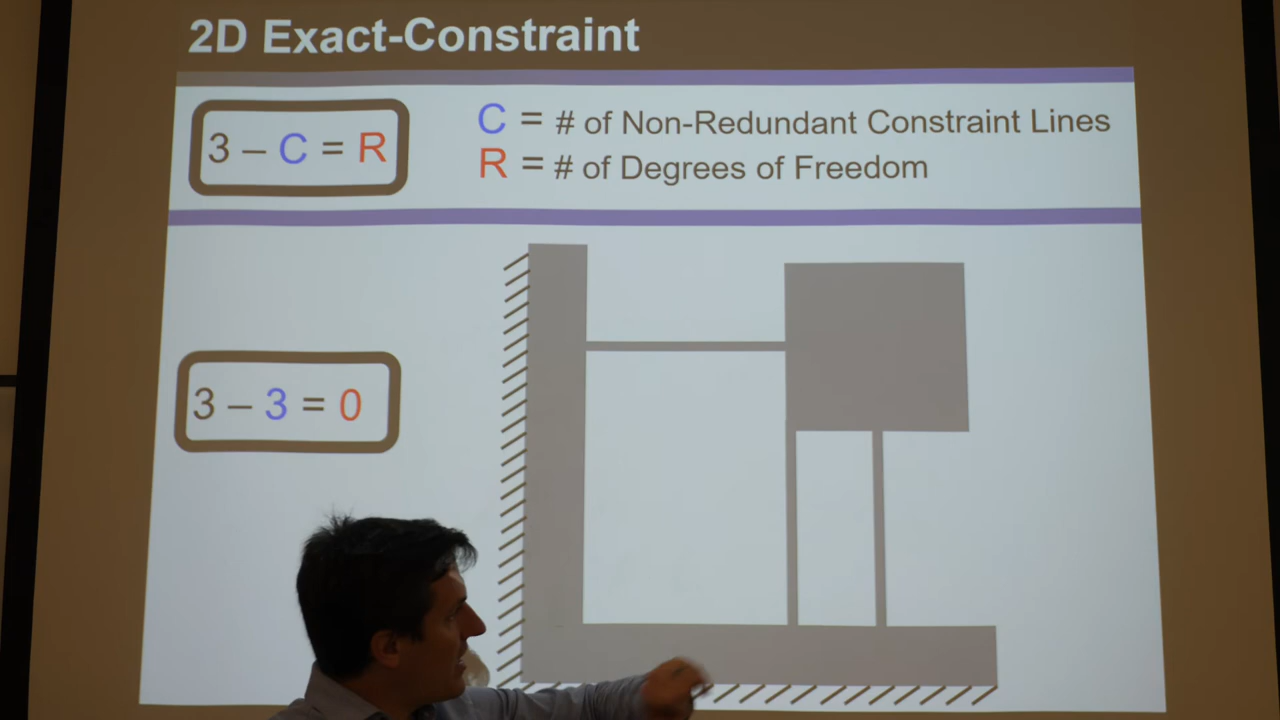 2D Exact-Constraint
3 – C = R
C = # of Non-Redundant Constraint Lines
R = # of Degrees of Freedom
3 – 3 = 0